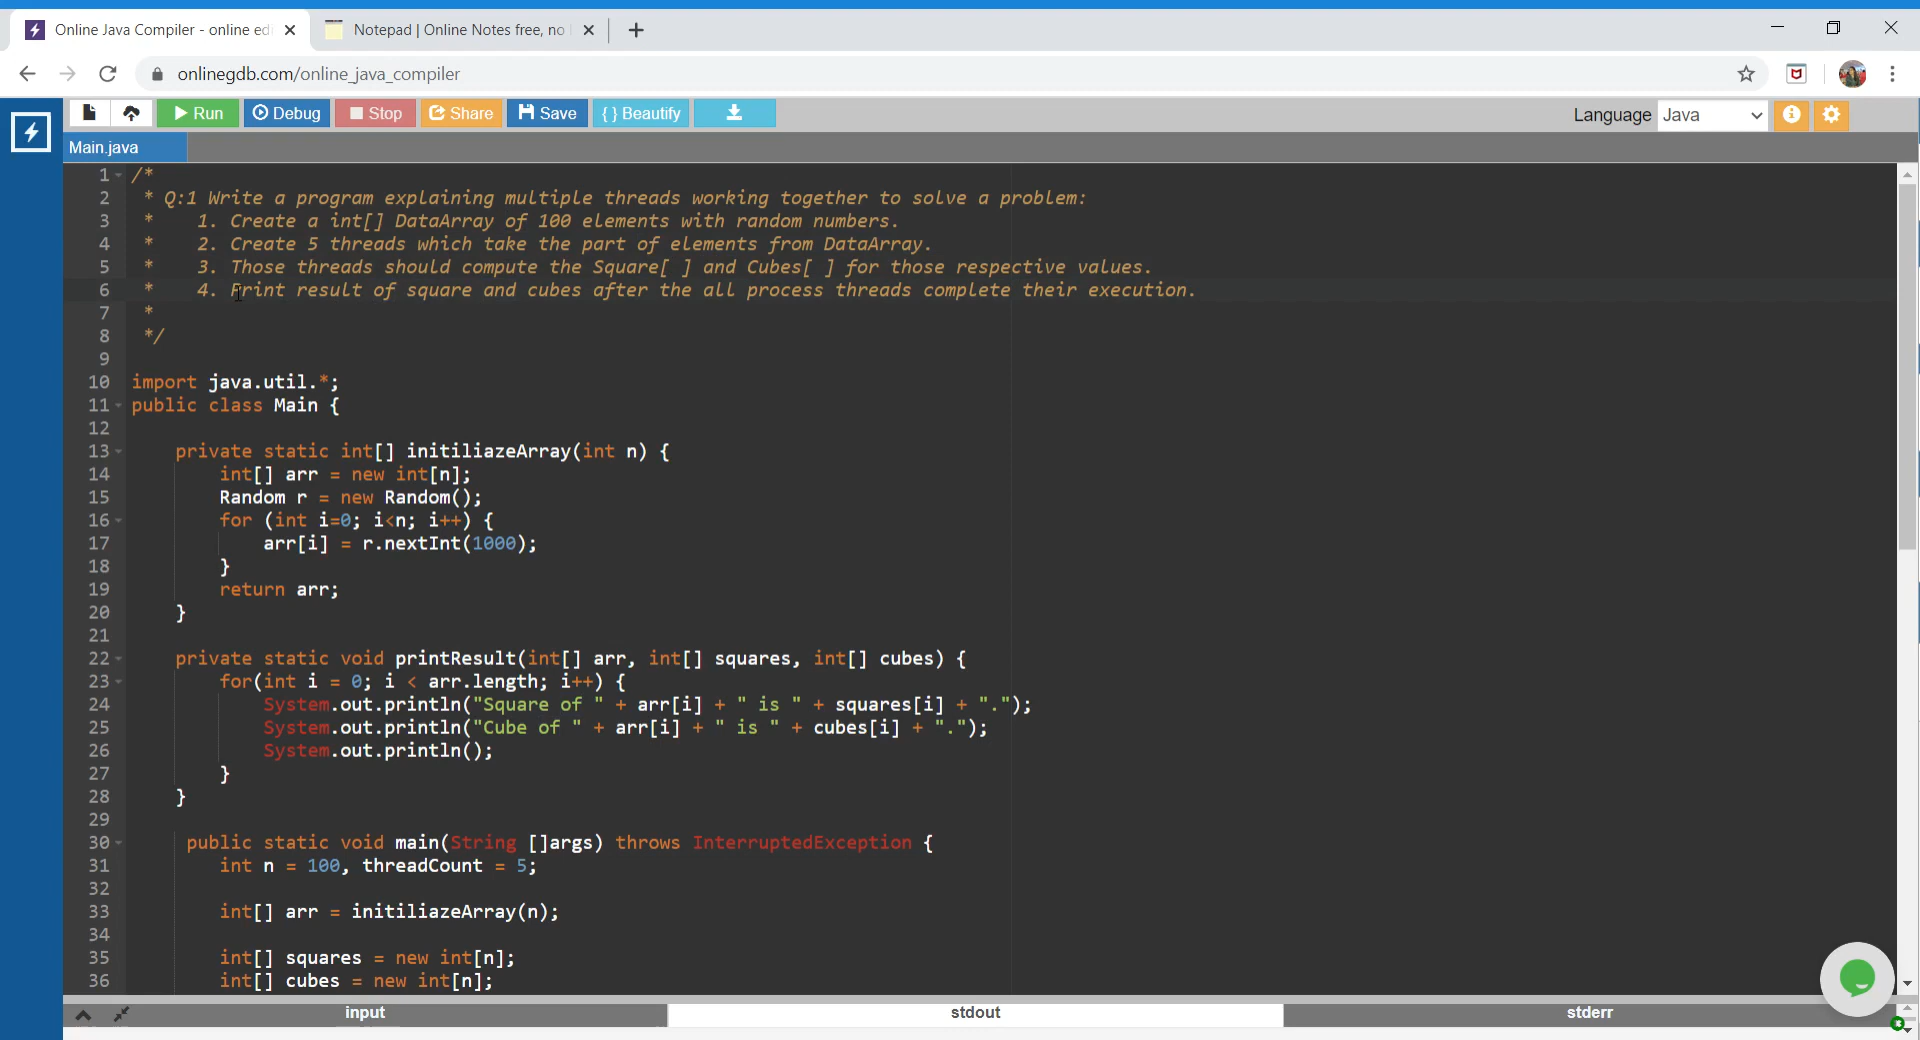 Online Java Compiler - online edi
Notepad | Online Notes free, no
onlinegdb.com/online_java_compiler
Run Debug Stop Share Save { } Beautify Language Java
Main.java
1 /*
2 * Q:1 Write a program explaining multiple threads working together to solve a problem:
3 * 1. Create a int[] DataArray of 100 elements with random numbers.
4 * 2. Create 5 threads which take the part of elements from DataArray.
5 * 3. Those threads should compute the Square[ ] and Cubes[ ] for those respective values.
6 * 4. Print result of square and cubes after the all process threads complete their execution.
7 *
8 */
9
10 import java.util.*;
11 public class Main {
12
13 private static int[] initiliazeArray(int n) {
14 int[] arr = new int[n];
15 Random r = new Random();
16 for (int i=0; i<n; i++) {
17 arr[i] = r.nextInt(1000);
18 }
19 return arr;
20 }
21
22 private static void printResult(int[] arr, int[] squares, int[] cubes) {
23 for(int i = 0; i < arr.length; i++) {
24 System.out.println("Square of " + arr[i] + " is " + squares[i] + ".");
25 System.out.println("Cube of " + arr[i] + " is " + cubes[i] + ".");
26 System.out.println();
27 }
28 }
29
30 public static void main(String []args) throws InterruptedException {
31 int n = 100, threadCount = 5;
32
33 int[] arr = initiliazeArray(n);
34
35 int[] squares = new int[n];
36 int[] cubes = new int[n];
input stdout stderr